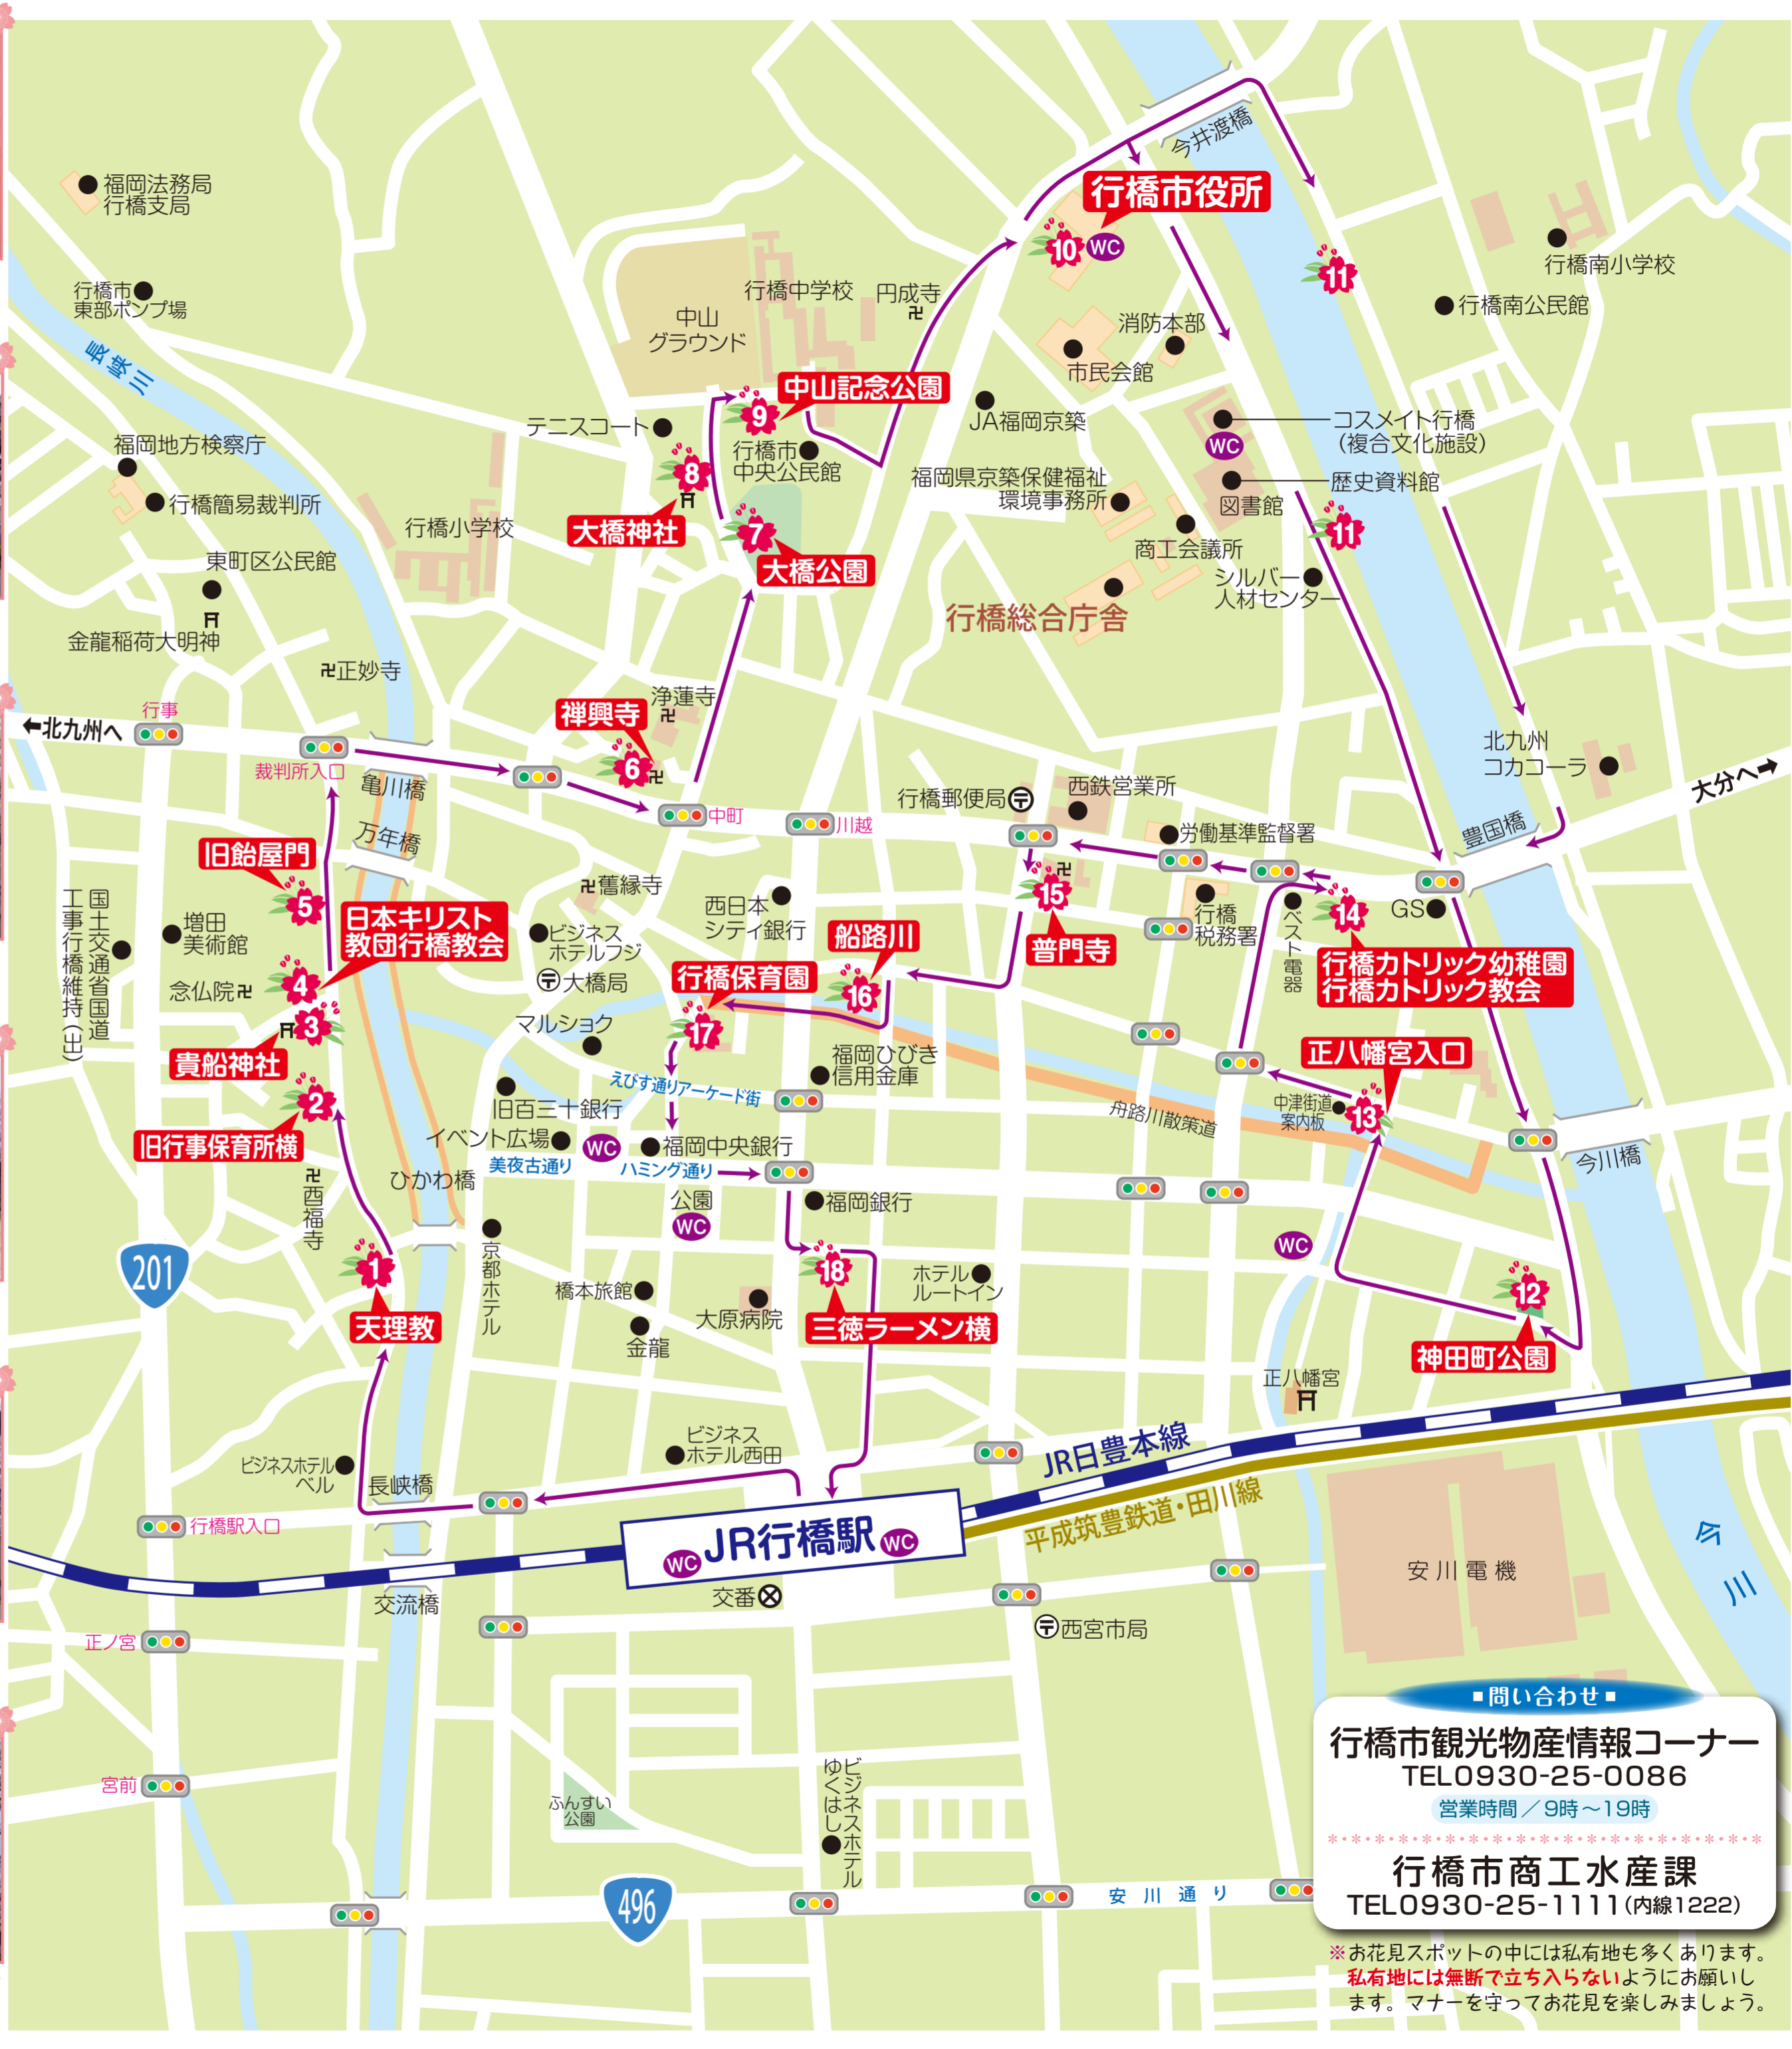 今井渡橋
福岡法務局
行橋支局
行橋市役所
10
WC
11
行橋南小学校
行橋市
東部ポンプ場
行橋中学校
円成寺
中山
グラウンド
行橋南公民館
消防本部
市民会館
長峡川
中山記念公園
9
JA福岡京築
コスメイト行橋
(複合文化施設)
WC
テニスコート
行橋市
中央公民館
8
大橋神社
7
大橋公園
福岡地方検察庁
行橋簡易裁判所
行橋小学校
福岡県京築保健福祉
環境事務所
歴史資料館
図書館
11
商工会議所
シルバー
人材センター
行橋総合庁舎
東町区公民館
金龍稲荷大明神
正妙寺
浄蓮寺
禅興寺
6
行事
←北九州へ
裁判所入口
亀川橋
中町
川越
行橋郵便局
西鉄営業所
北九州
コカコーラ
大分へ→
豊国橋
労働基準監督署
万年橋
旧飴屋門
5
舊縁寺
15
普門寺
行橋
税務署
ベスト電器
14
GS
行橋カトリック幼稚園
行橋カトリック教会
国土交通省国道
工事行橋維持(出)
増田
美術館
日本キリスト
教団行橋教会
4
念仏院
3
貴船神社
2
旧行事保育所横
ビジネス
ホテルフジ
大橋局
西日本
シティ銀行
船路川
16
行橋保育園
17
マルショク
福岡ひびき
信用金庫
えびす通りアーケード街
旧百三十銀行
イベント広場
WC
福岡中央銀行
美夜古通り
ハミング通り
舟路川散策道
正八幡宮入口
中津街道
案内板
13
今川橋
酉福寺
ひかわ橋
公園
WC
福岡銀行
WC
201
1
天理教
京都ホテル
橋本旅館
金龍
大原病院
18
三徳ラーメン横
ホテル
ルートイン
12
神田町公園
正八幡宮
ビジネスホテル
ベル
長峡橋
ビジネス
ホテル西田
JR日豊本線
平成筑豊鉄道・田川線
行橋駅入口
JR行橋駅
WC
WC
交番
交流橋
西宮市局
安川電機
今川
正ノ宮
宮前
ふんすい
公園
ビジネスホテル
ゆくはし
496
安川通り
■問い合わせ■
行橋市観光物産情報コーナー
TEL0930-25-0086
営業時間／9時～19時
行橋市商工水産課
TEL0930-25-1111(内線1222)
※お花見スポットの中には私有地も多くあります。
私有地には無断で立ち入らないようにお願いし
ます。マナーを守ってお花見を楽しみましょう。